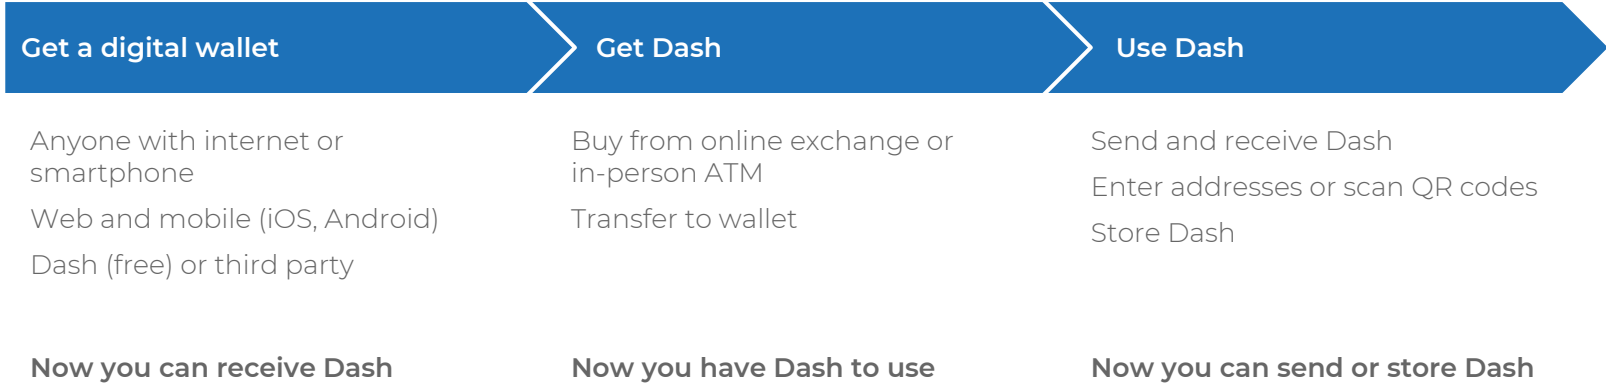 Get a digital wallet
Get Dash
Use Dash
Anyone with internet or
smartphone
Web and mobile (iOS, Android)
Dash (free) or third party
Now you can receive Dash
Buy from online exchange or
in-person ATM
Transfer to wallet
Now you have Dash to use
Send and receive Dash
Enter addresses or scan QR codes
Store Dash
Now you can send or store Dash